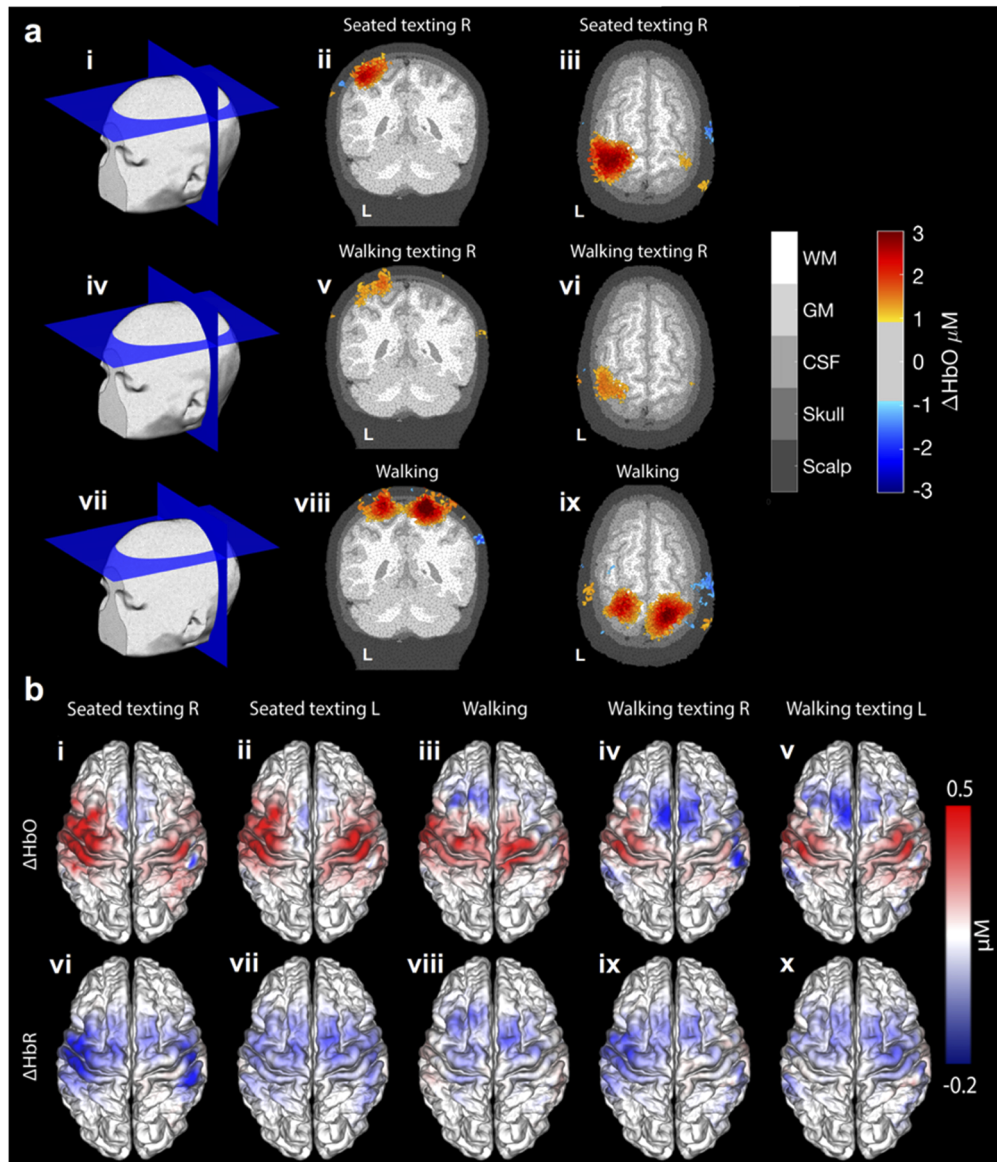 a
i
ii
Seated texting R
iii
Seated texting R
L
L
iv
v
Walking texting R
vi
Walking texting R
L
L
vii
viii
Walking
ix
Walking
L
L
WM
GM
CSF
Skull
Scalp
3
2
1
0
-1
-2
-3
ΔHbO μM
b
Seated texting R
Seated texting L
Walking
Walking texting R
Walking texting L
i
ii
iii
iv
v
ΔHbO
vi
vii
viii
ix
x
ΔHbR
0.5
μM
-0.2